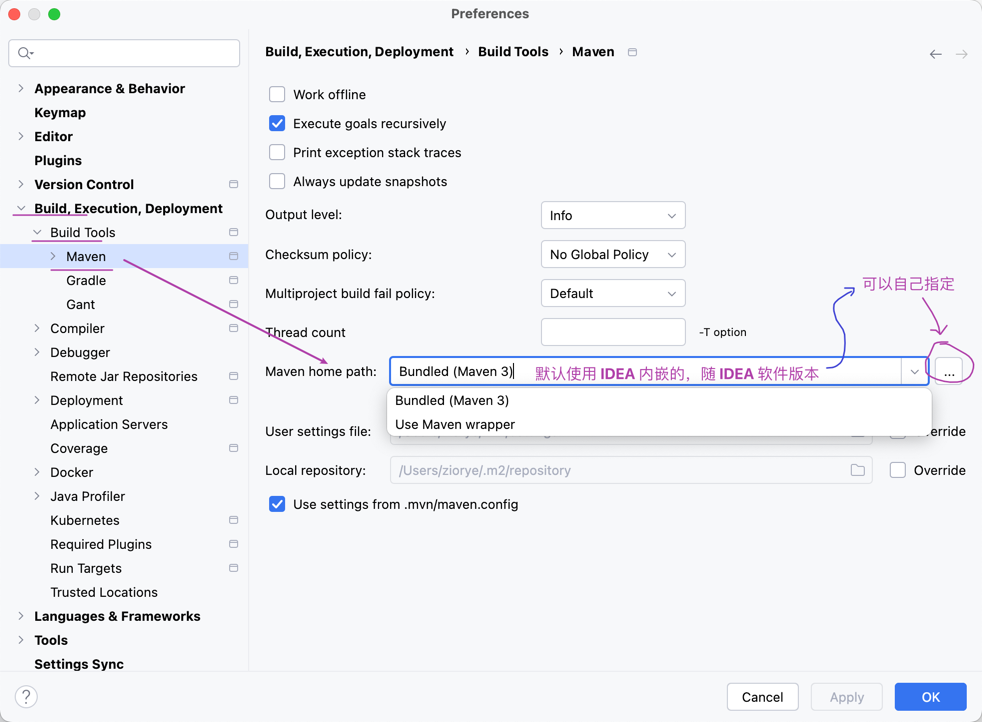 Preferences
Build, Execution, Deployment › Build Tools › Maven
Appearance & Behavior
Keymap
Editor
Plugins
Version Control
Build, Execution, Deployment
Build Tools
Maven
Gradle
Gant
Compiler
Debugger
Remote Jar Repositories
Deployment
Application Servers
Coverage
Docker
Java Profiler
Kubernetes
Required Plugins
Run Targets
Trusted Locations
Languages & Frameworks
Tools
Settings Sync
Work offline
Execute goals recursively
Print exception stack traces
Always update snapshots
Output level: Info
Checksum policy: No Global Policy
Multiproject build fail policy: Default
可以自己指定
Thread count -T option
Maven home path: Bundled (Maven 3) 默认使用 IDEA 内嵌的，随 IDEA 软件版本 ...
Bundled (Maven 3)
Use Maven wrapper
User settings file:
Local repository: /Users/ziorye/.m2/repository Override
Use settings from .mvn/maven.config
? Cancel Apply OK